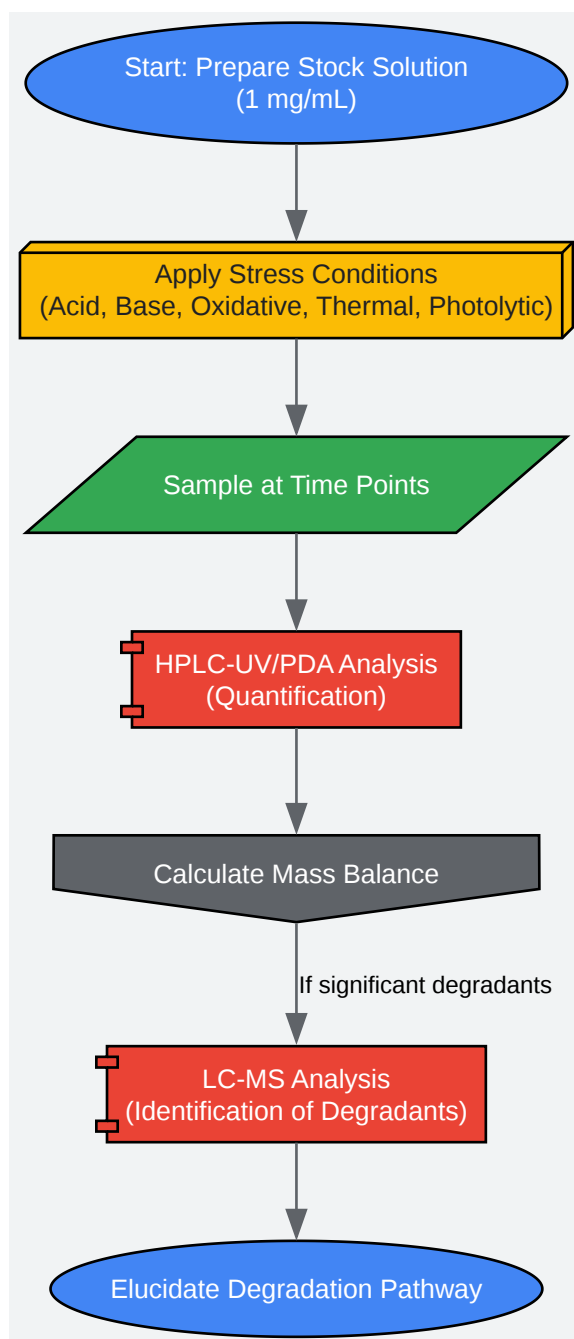 Start: Prepare Stock Solution
(1 mg/mL)
Apply Stress Conditions
(Acid, Base, Oxidative, Thermal, Photolytic)
Sample at Time Points
HPLC-UV/PDA Analysis
(Quantification)
Calculate Mass Balance
If significant degradants
LC-MS Analysis
(Identification of Degradants)
Elucidate Degradation Pathway